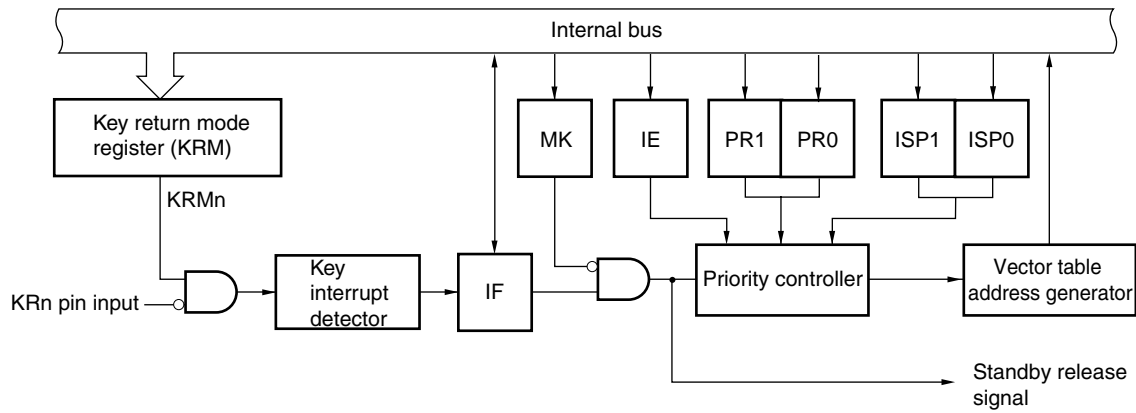 Internal bus
Key return mode
register (KRM)
MK
IE
PR1
PR0
ISP1
ISP0
KRMn
KRn pin input
Key
interrupt
detector
IF
Priority controller
Vector table
address generator
Standby release
signal